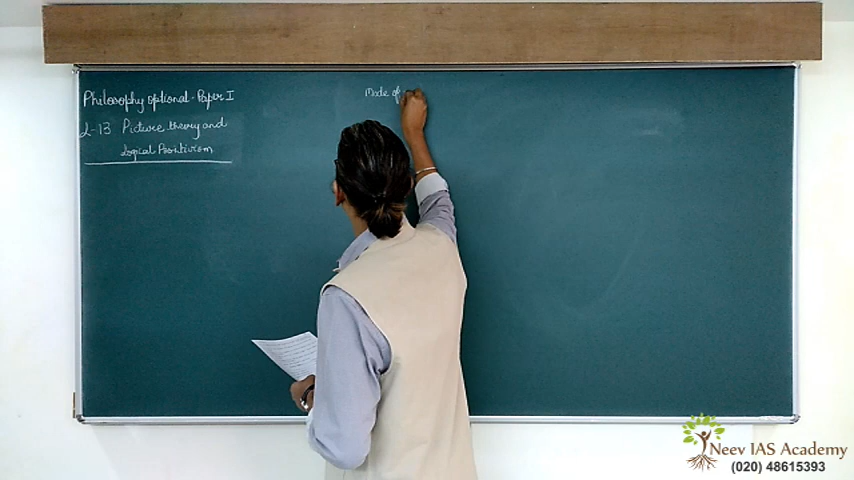 Philosophy optional - Paper I
L-13 Picture theory and
Logical Positivism
Mode of
Neev IAS Academy
(020) 48615393